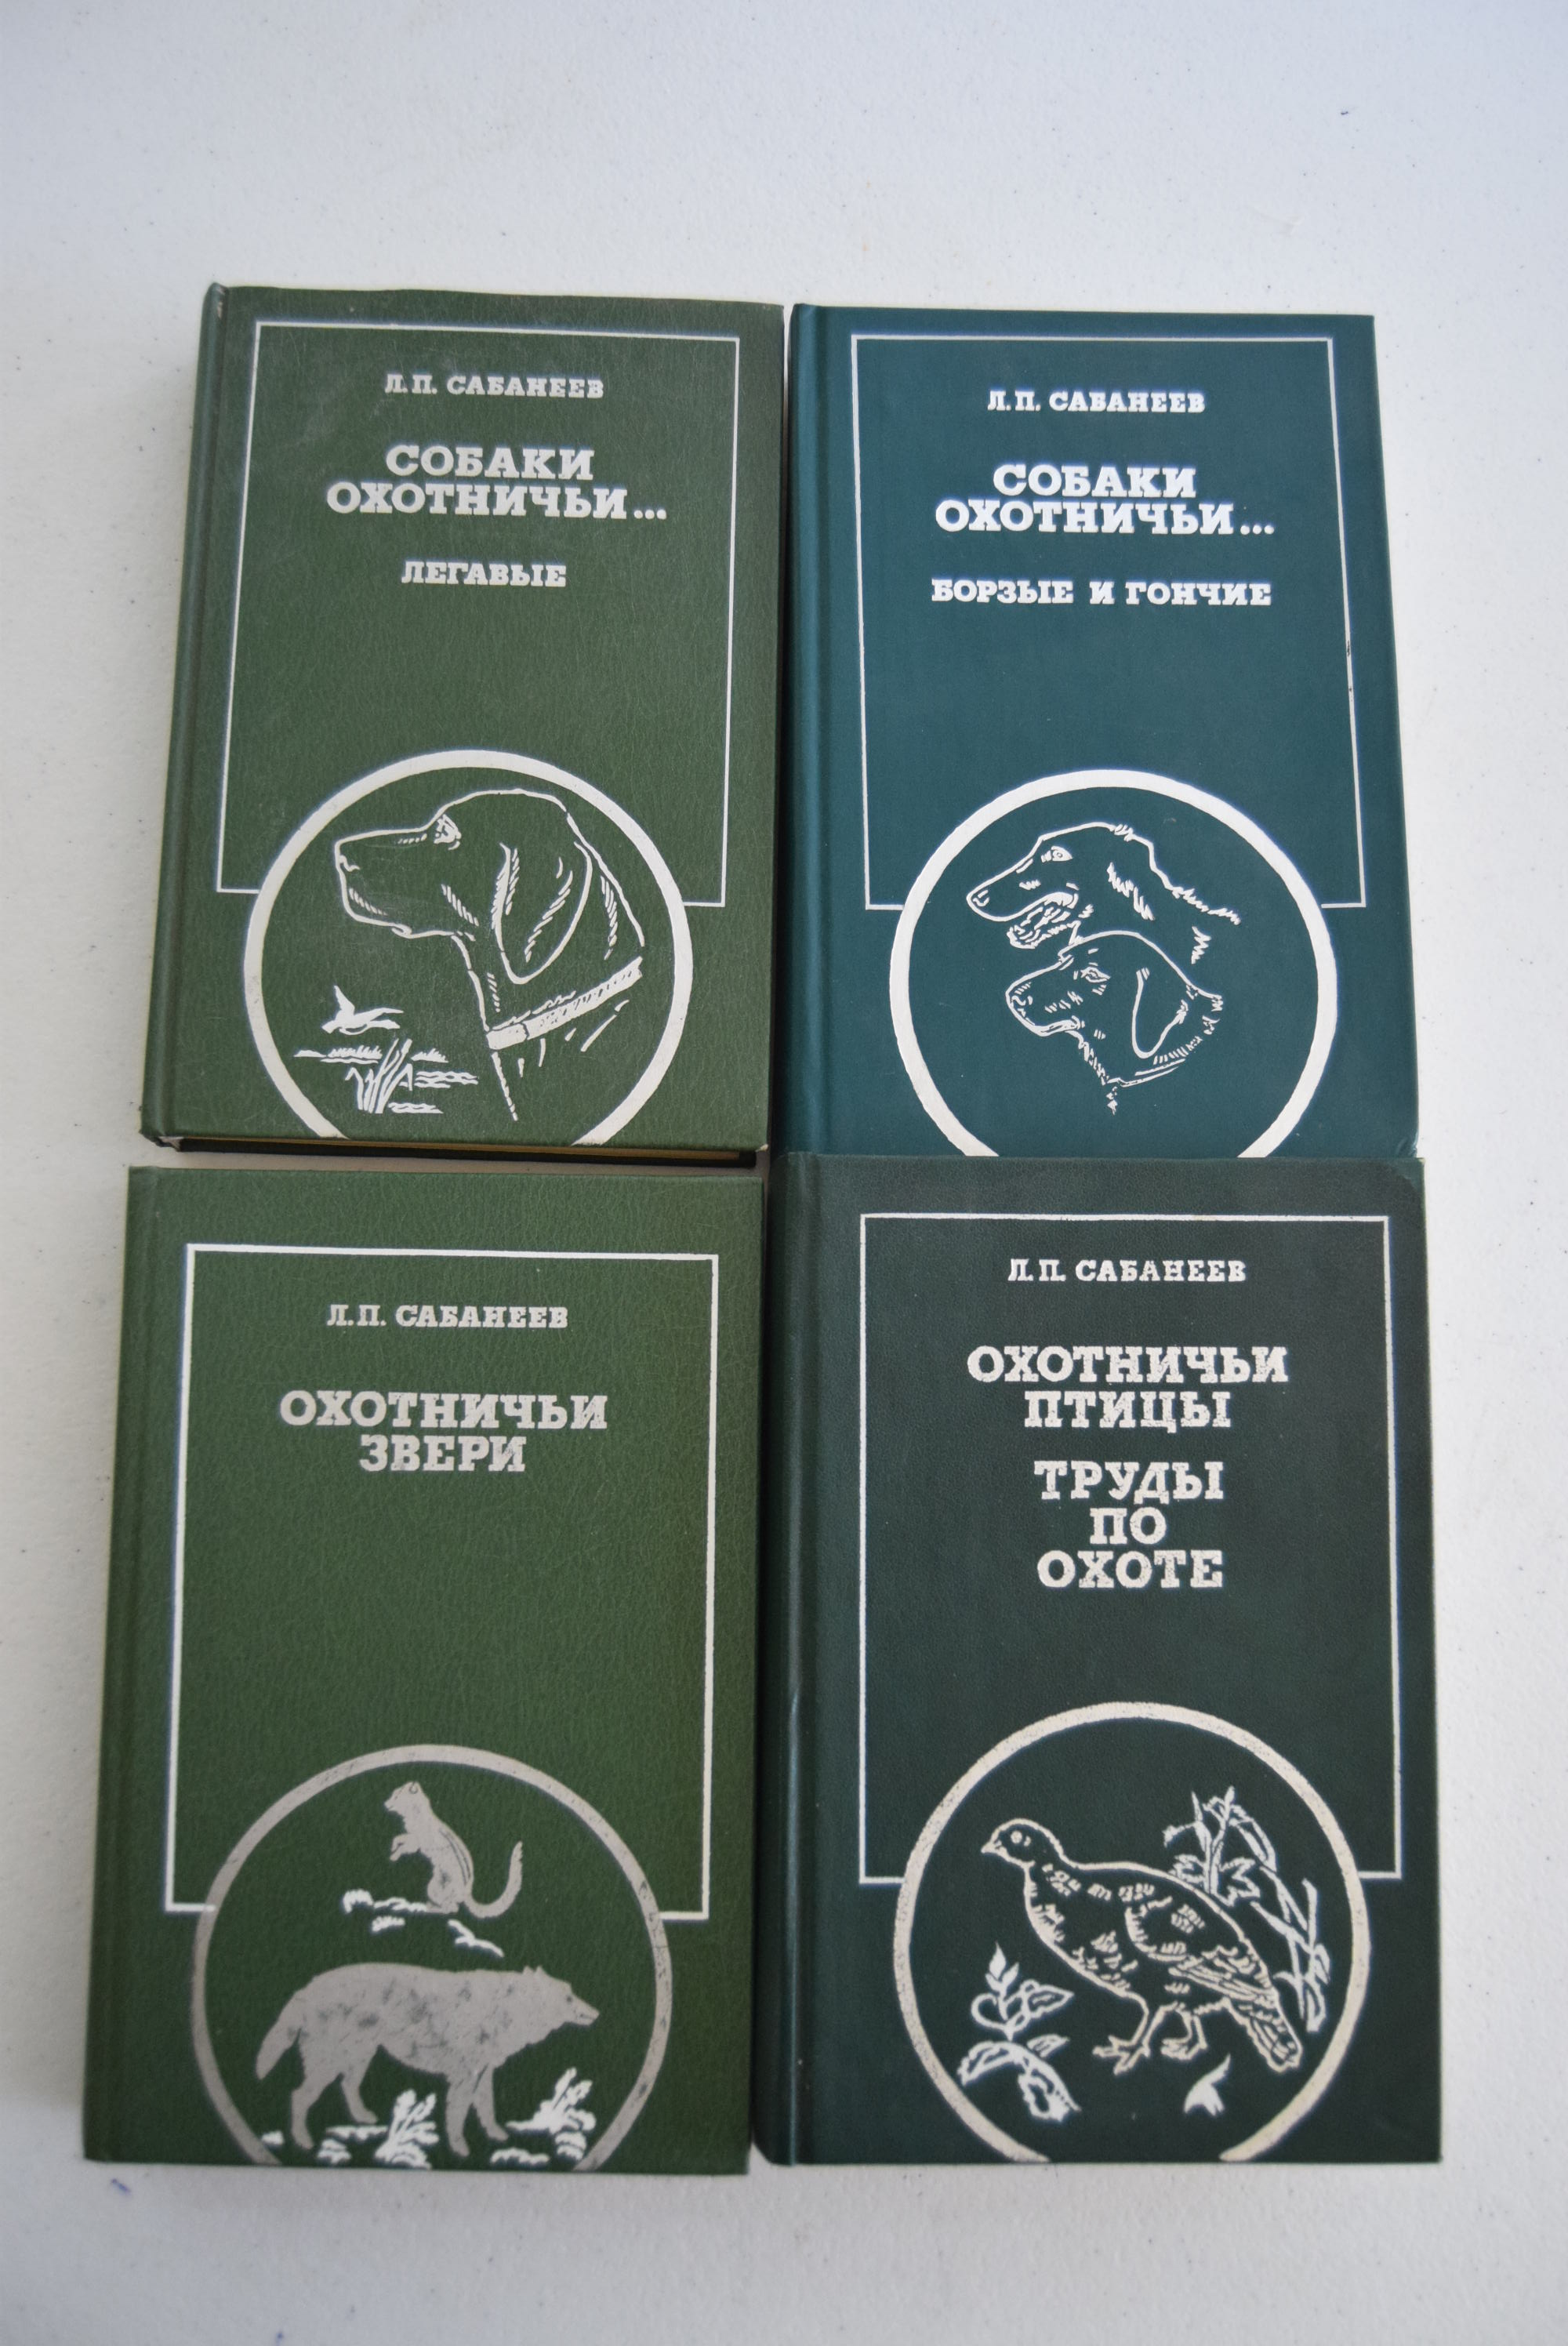 Л.П. САБАНЕЕВ
СОБАКИ
ОХОТНИЧЬИ...
ЛЕГАВЫЕ
Л.П. САБАНЕЕВ
СОБАКИ
ОХОТНИЧЬИ...
БОРЗЫЕ И ГОНЧИЕ
Л.П. САБАНЕЕВ
ОХОТНИЧЬИ
ЗВЕРИ
Л.П. САБАНЕЕВ
ОХОТНИЧЬИ
ПТИЦЫ
ТРУДЫ
ПО
ОХОТЕ